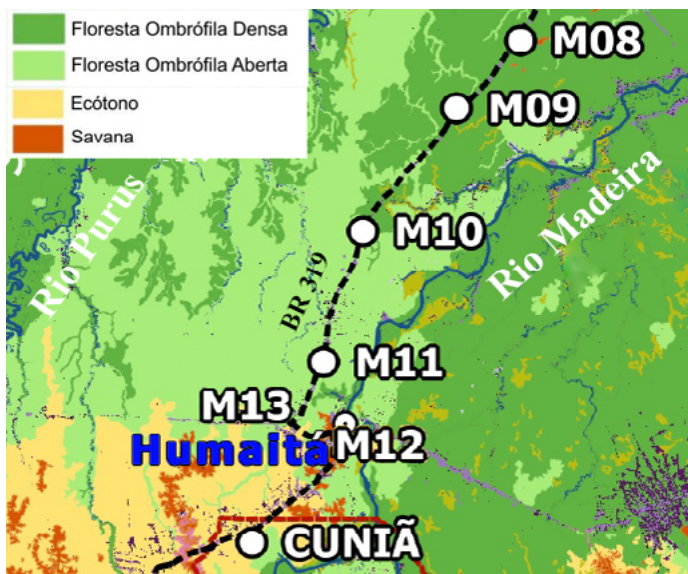 Floresta Ombrófila Densa
Floresta Ombrófila Aberta
Ecótono
Savana
M08
M09
Rio Purus
Rio Madeira
M10
BR 319
M11
M13
Humaitá
M12
CUNIÃ